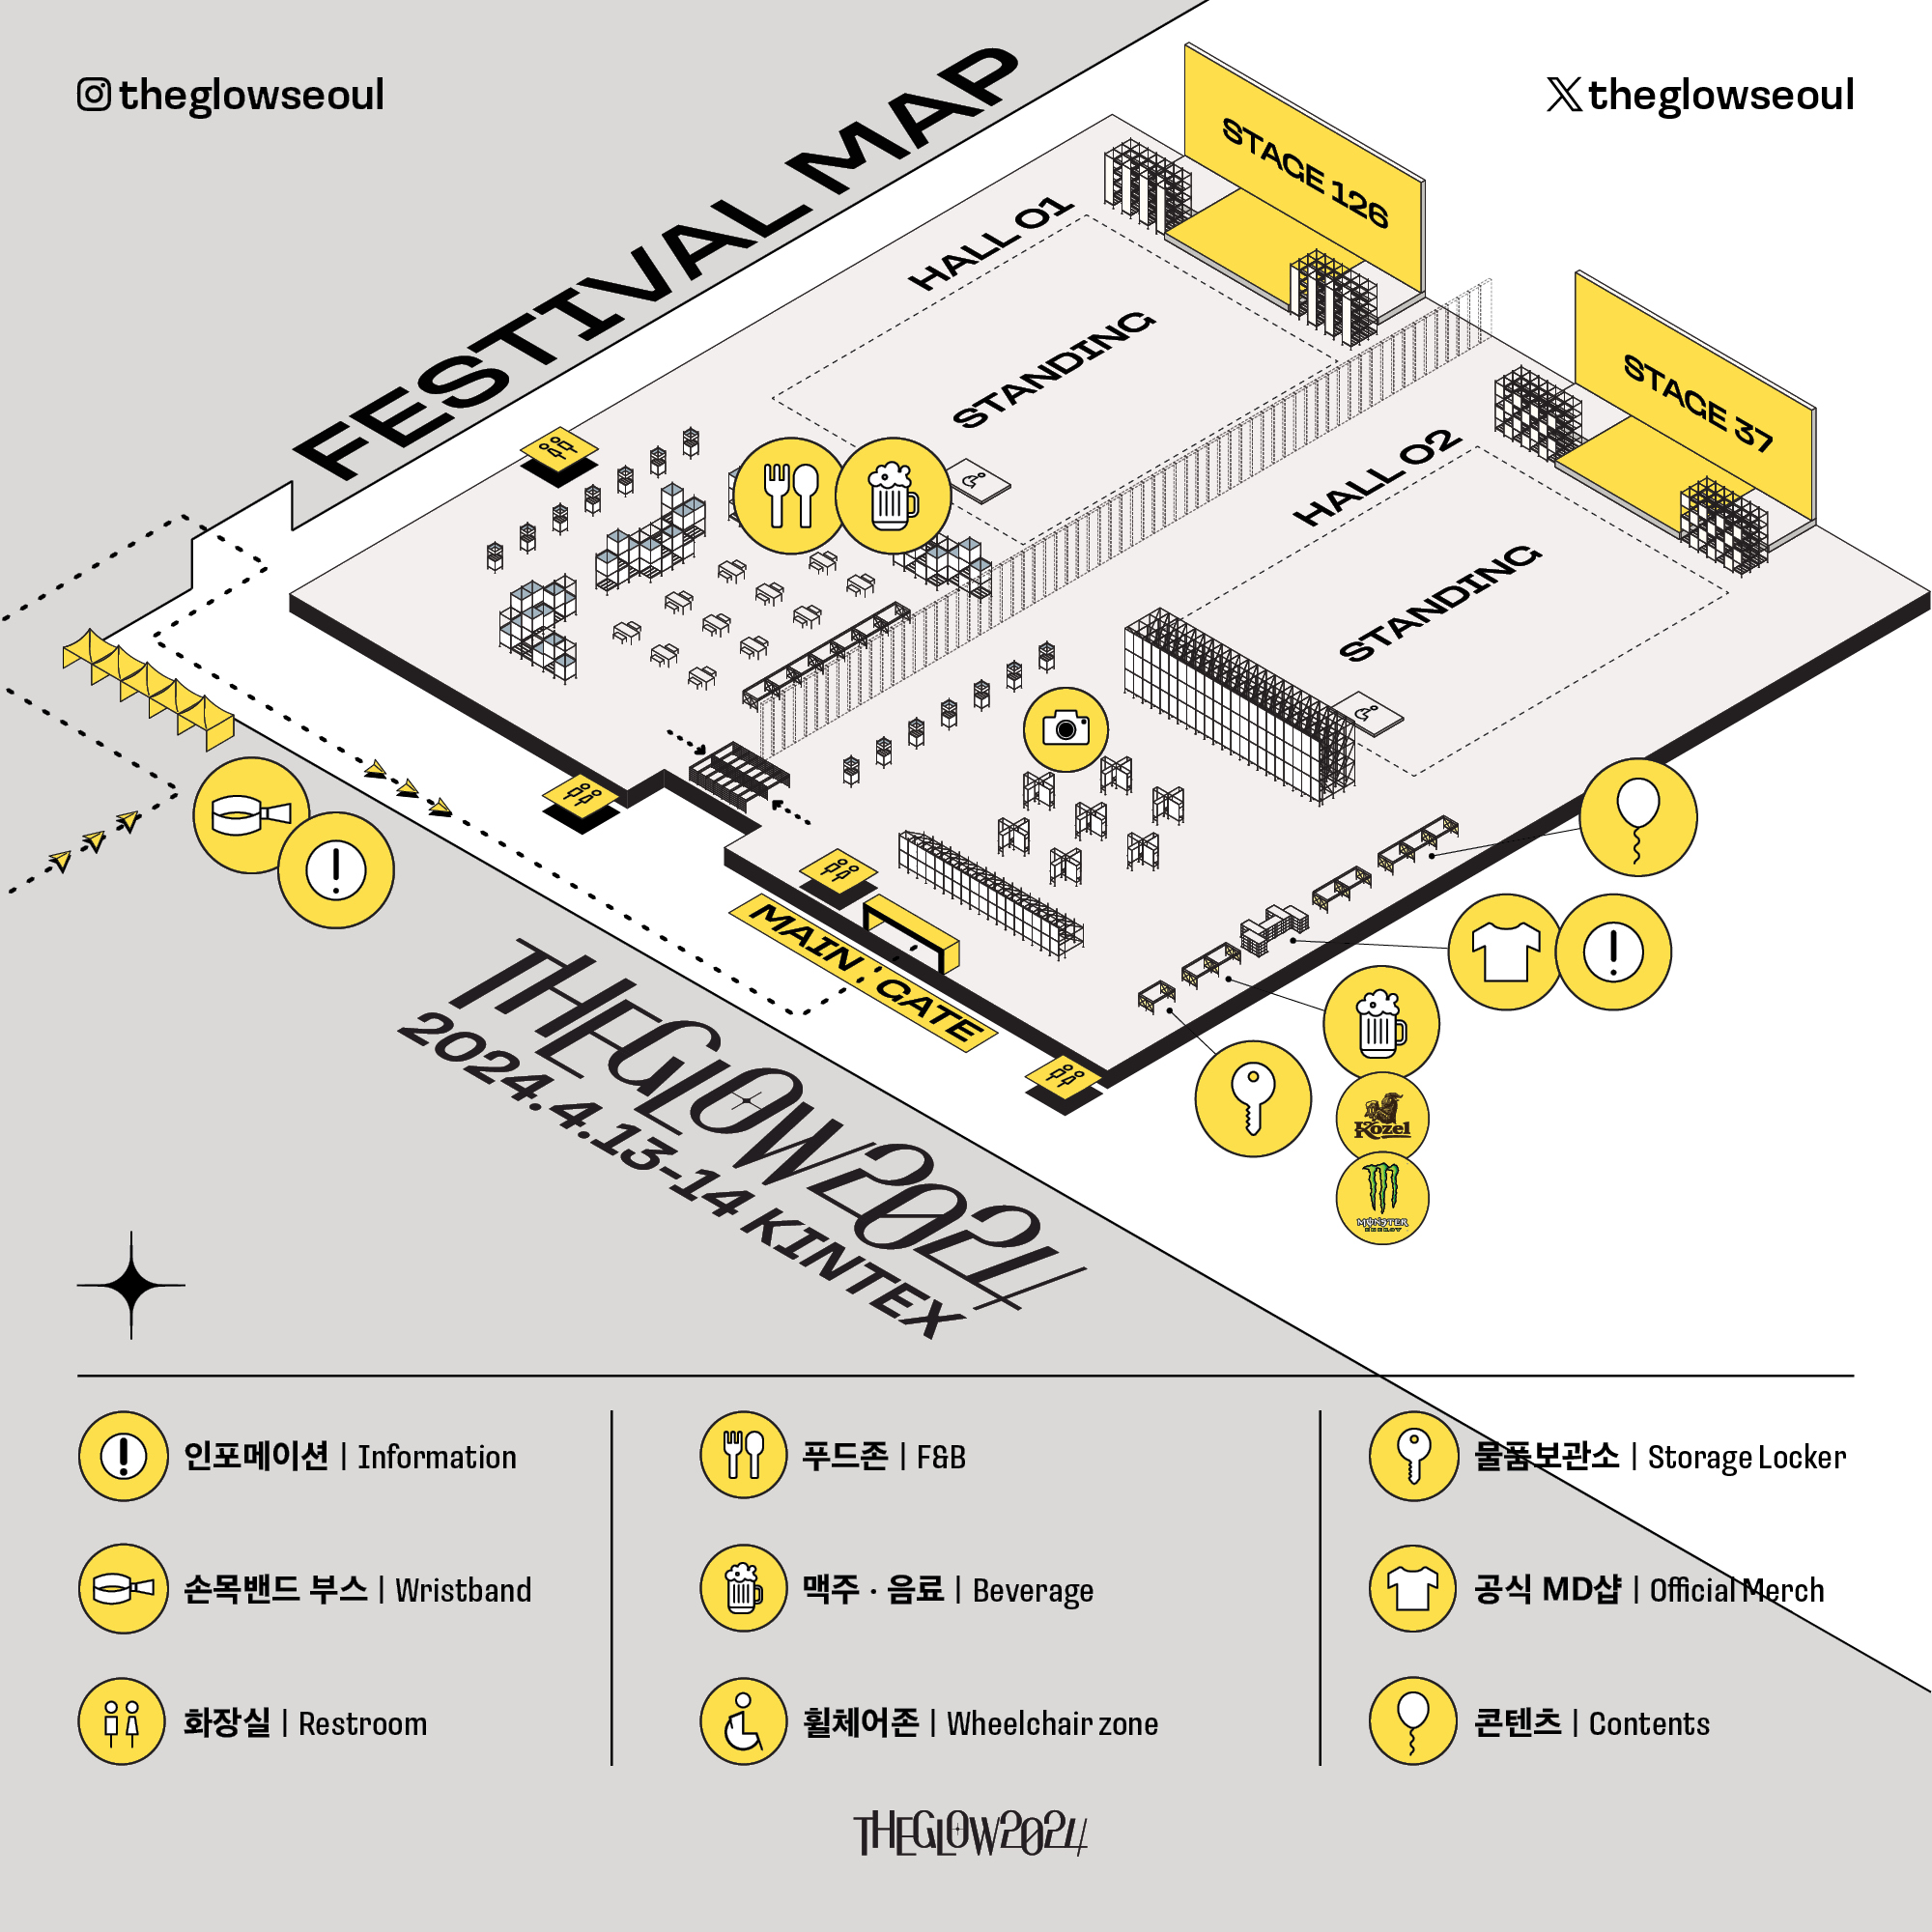 theglowseoul
theglowseoul
FESTIVAL MAP
STAGE 126
HALL 01
STANDING
STAGE 37
HALL 02
STANDING
MAIN GATE
Kozel
MONSTER
ENERGY
THEGLOW2024
2024.4.13-14 KINTEX
인포메이션 | Information
손목밴드 부스 | Wristband
화장실 | Restroom
푸드존 | F&B
맥주 · 음료 | Beverage
휠체어존 | Wheelchair zone
물품보관소 | Storage Locker
공식 MD샵 | Official Merch
콘텐츠 | Contents
THEGLOW2024